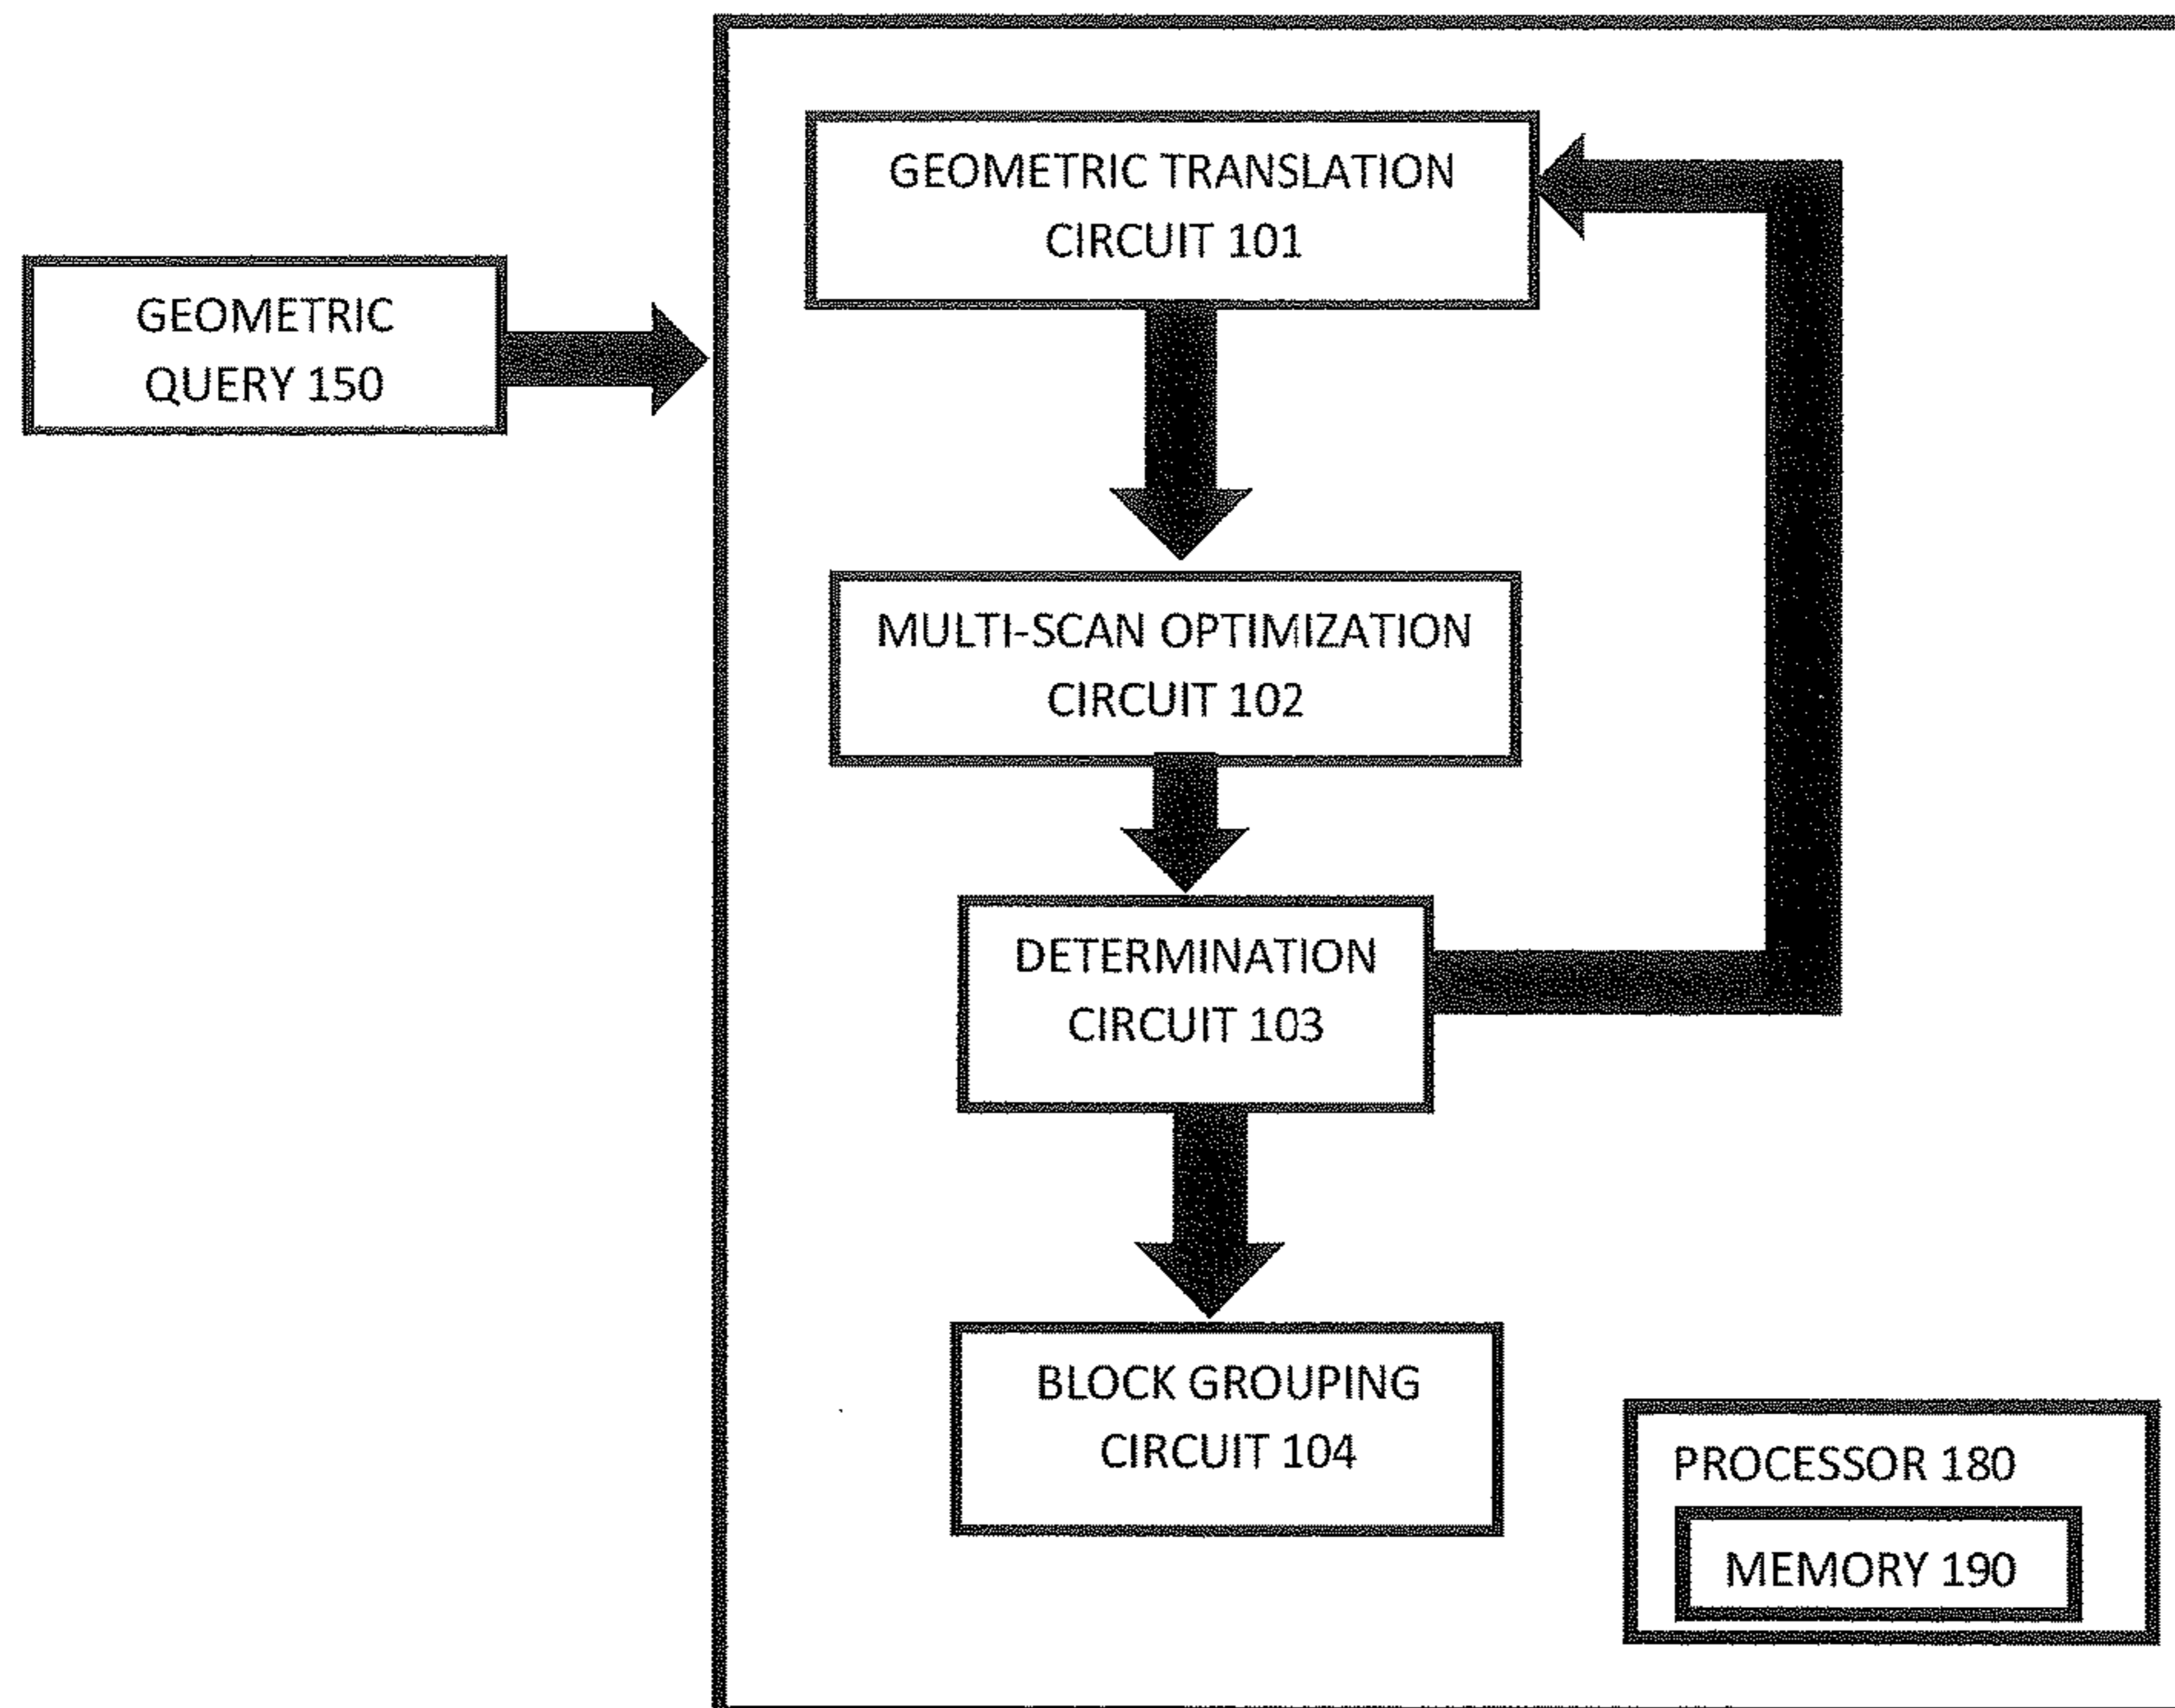 GEOMETRIC TRANSLATION
CIRCUIT 101
GEOMETRIC
QUERY 150
MULTI-SCAN OPTIMIZATION
CIRCUIT 102
DETERMINATION
CIRCUIT 103
BLOCK GROUPING
CIRCUIT 104
PROCESSOR 180
MEMORY 190